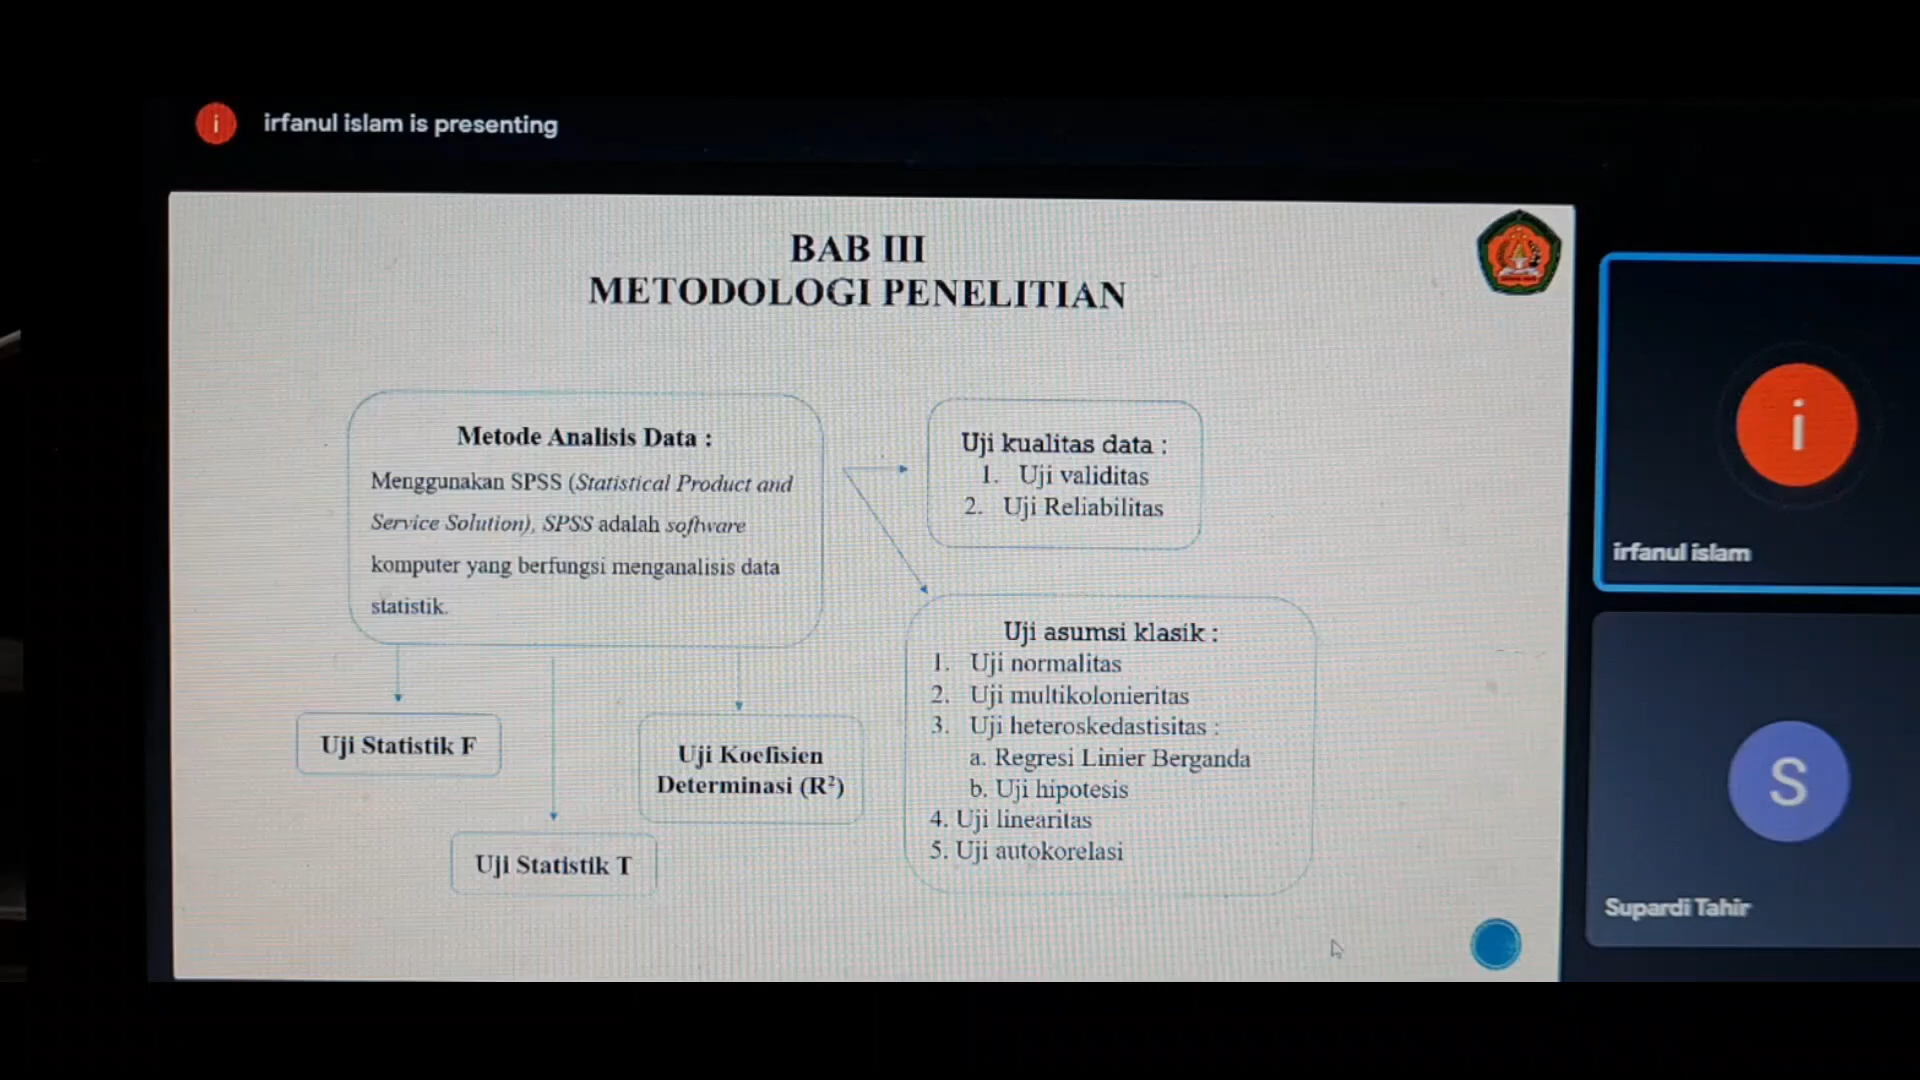 i
irfanul islam is presenting
BAB III
METODOLOGI PENELITIAN
Metode Analisis Data :
Menggunakan SPSS (Statistical Product and
Service Solution), SPSS adalah software
komputer yang berfungsi menganalisis data
statistik.
Uji kualitas data :
1. Uji validitas
2. Uji Reliabilitas
Uji asumsi klasik :
1. Uji normalitas
2. Uji multikolonieritas
3. Uji heteroskedastisitas :
a. Regresi Linier Berganda
b. Uji hipotesis
4. Uji linearitas
5. Uji autokorelasi
Uji Statistik F
Uji Koefisien
Determinasi (R²)
Uji Statistik T
i
irfanul islam
S
Supardi Tahir